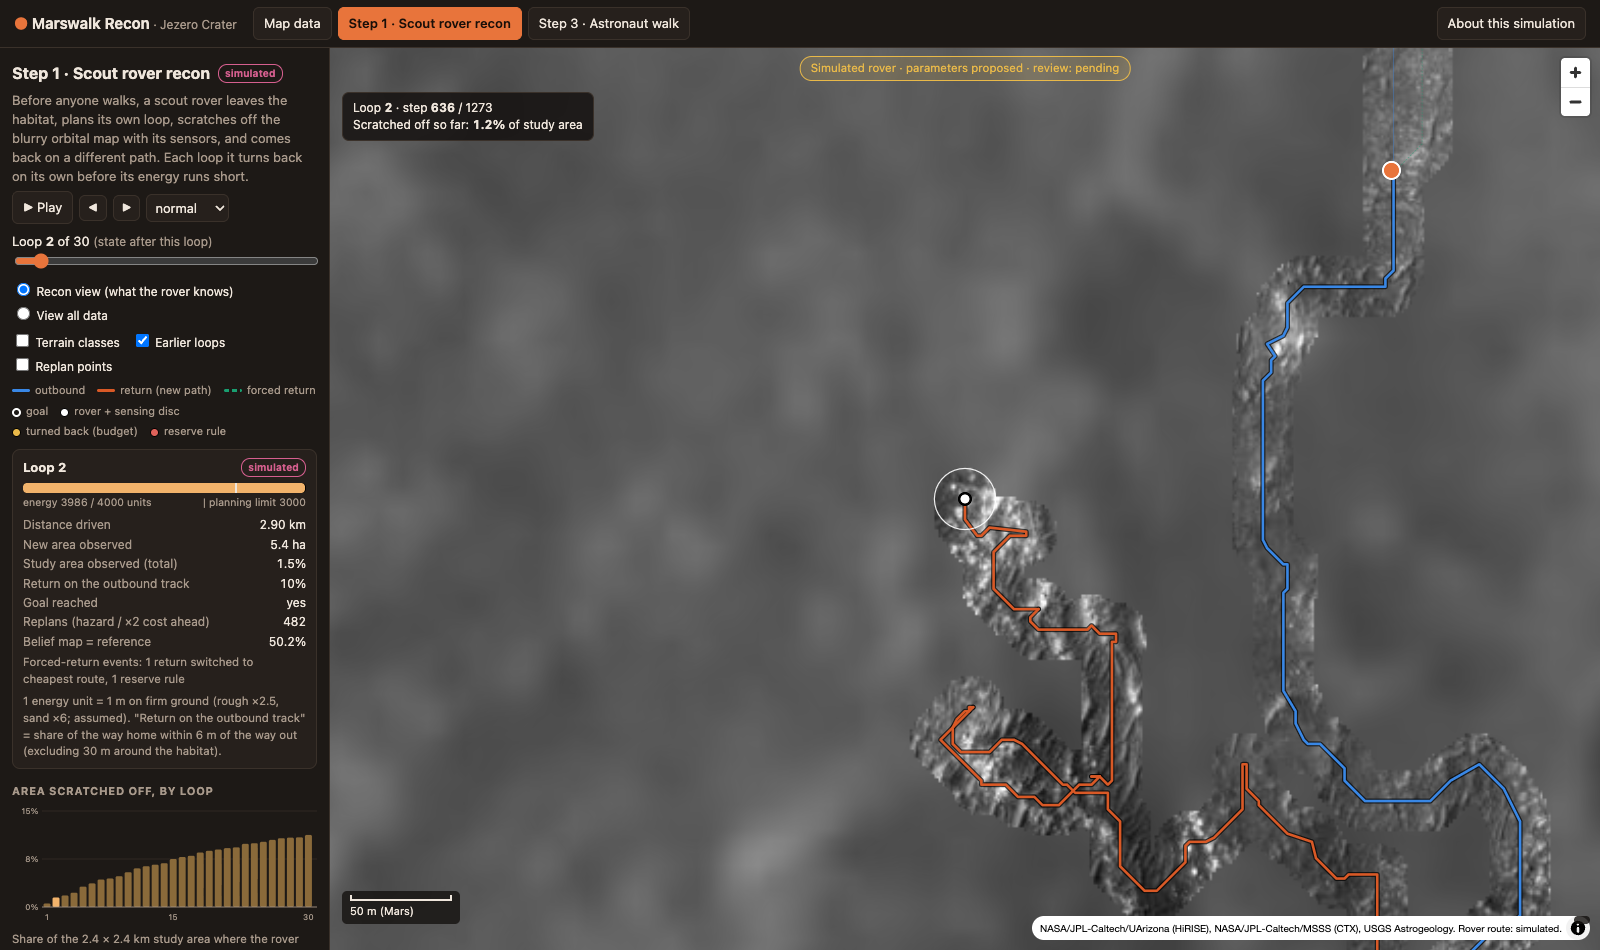 Marswalk Recon · Jezero Crater
Map data
Step 1 · Scout rover recon
Step 3 · Astronaut walk
About this simulation
Step 1 · Scout rover recon
simulated
Before anyone walks, a scout rover leaves the
habitat, plans its own loop, scratches off the
blurry orbital map with its sensors, and comes
back on a different path. Each loop it turns back
on its own before its energy runs short.
Play
normal
Loop 2 of 30 (state after this loop)
Recon view (what the rover knows)
View all data
Terrain classes
Earlier loops
Replan points
outbound
return (new path)
forced return
goal
rover + sensing disc
turned back (budget)
reserve rule
Loop 2
simulated
energy 3986 / 4000 units
| planning limit 3000
Distance driven 2.90 km
New area observed 5.4 ha
Study area observed (total) 1.5%
Return on the outbound track 10%
Goal reached yes
Replans (hazard / ×2 cost ahead) 482
Belief map = reference 50.2%
Forced-return events: 1 return switched to
cheapest route, 1 reserve rule
1 energy unit = 1 m on firm ground (rough ×2.5,
sand ×6; assumed). "Return on the outbound track"
= share of the way home within 6 m of the way out
(excluding 30 m around the habitat).
AREA SCRATCHED OFF, BY LOOP
15%
8%
0%
1 15 30
Share of the 2.4 × 2.4 km study area where the rover
Simulated rover · parameters proposed · review: pending
Loop 2 · step 636 / 1273
Scratched off so far: 1.2% of study area
+
−
50 m (Mars)
NASA/JPL-Caltech/UArizona (HiRISE), NASA/JPL-Caltech/MSSS (CTX), USGS Astrogeology. Rover route: simulated.